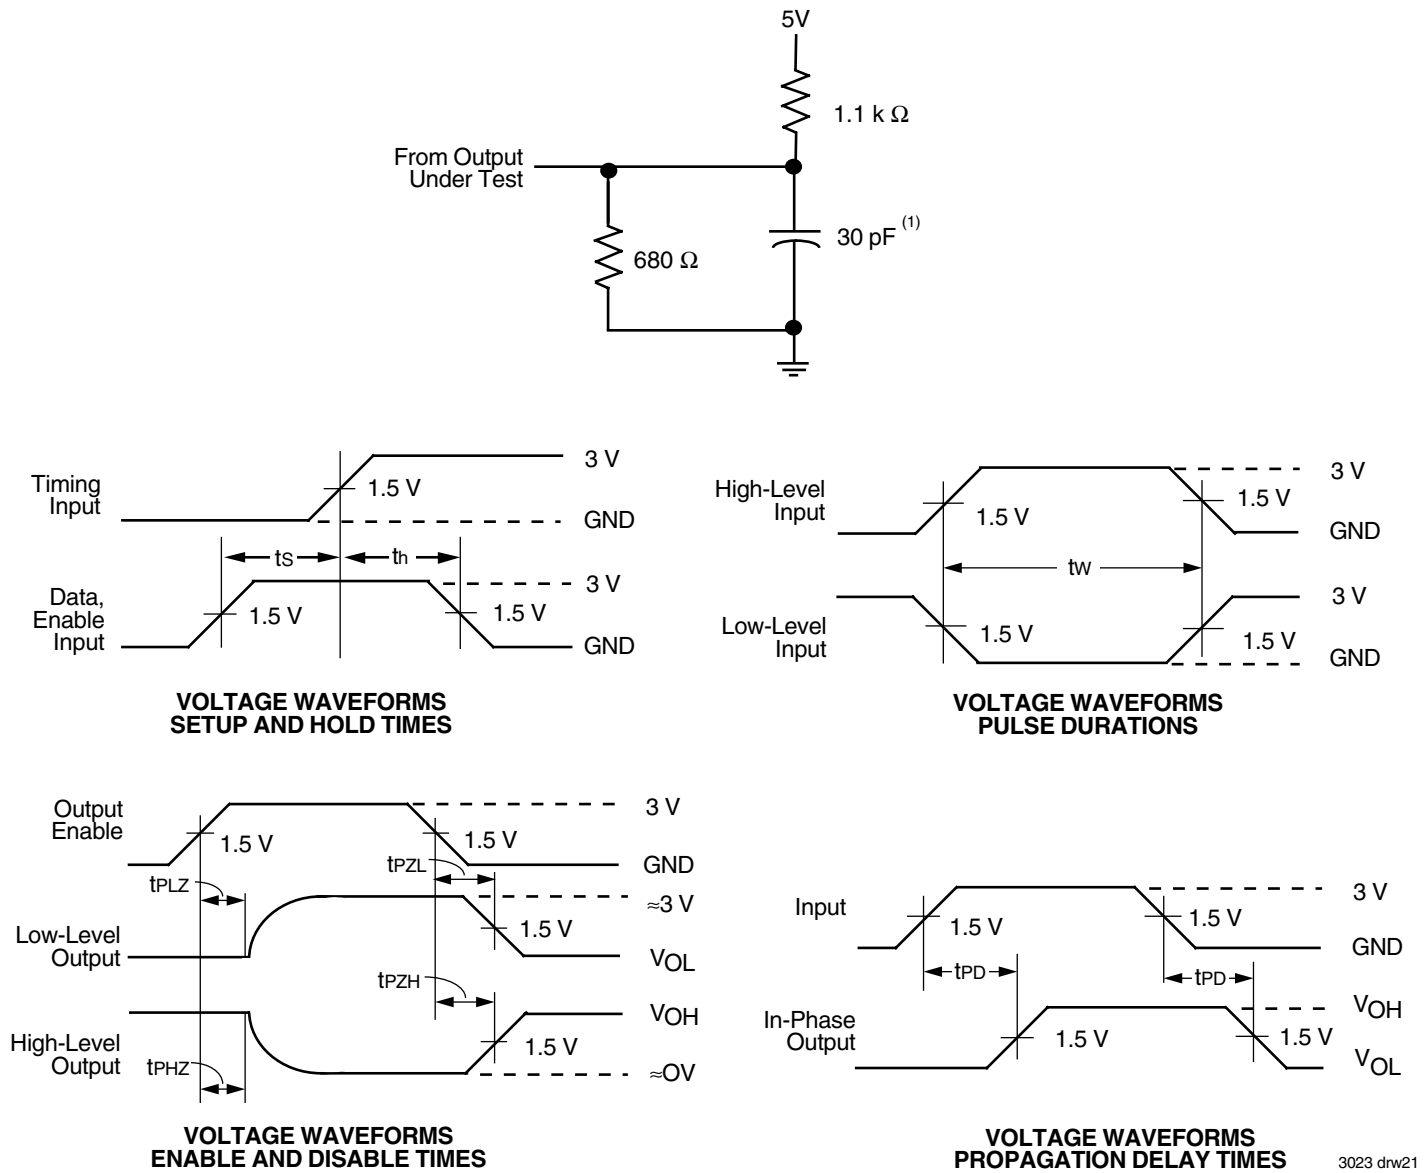 5V
1.1 k Ω
From Output
Under Test
30 pF (1)
680 Ω
3 V
Timing
Input
1.5 V
GND
tS
th
3 V
Data,
Enable
Input
1.5 V
1.5 V
GND
VOLTAGE WAVEFORMS
SETUP AND HOLD TIMES
3 V
High-Level
Input
1.5 V
1.5 V
GND
tW
3 V
Low-Level
Input
1.5 V
1.5 V
GND
VOLTAGE WAVEFORMS
PULSE DURATIONS
Output
Enable
3 V
1.5 V
1.5 V
GND
tPLZ
tPZL
≈3 V
Low-Level
Output
1.5 V
VOL
tPZH
VOH
High-Level
Output
1.5 V
tPHZ
≈OV
VOLTAGE WAVEFORMS
ENABLE AND DISABLE TIMES
3 V
Input
1.5 V
1.5 V
GND
tPD
tPD
VOH
In-Phase
Output
1.5 V
1.5 V
VOL
VOLTAGE WAVEFORMS
PROPAGATION DELAY TIMES
3023 drw21